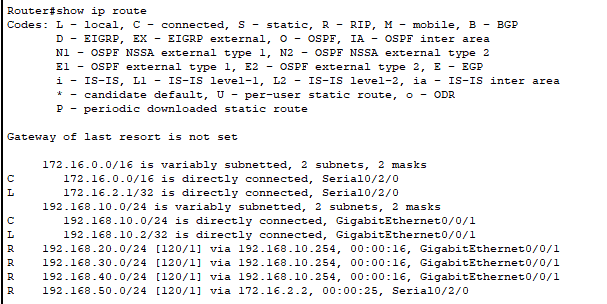 Router#show ip route
Codes: L - local, C - connected, S - static, R - RIP, M - mobile, B - BGP
       D - EIGRP, EX - EIGRP external, O - OSPF, IA - OSPF inter area
       N1 - OSPF NSSA external type 1, N2 - OSPF NSSA external type 2
       E1 - OSPF external type 1, E2 - OSPF external type 2, E - EGP
       i - IS-IS, L1 - IS-IS level-1, L2 - IS-IS level-2, ia - IS-IS inter area
       * - candidate default, U - per-user static route, o - ODR
       P - periodic downloaded static route

Gateway of last resort is not set

     172.16.0.0/16 is variably subnetted, 2 subnets, 2 masks
C       172.16.0.0/16 is directly connected, Serial0/2/0
L       172.16.2.1/32 is directly connected, Serial0/2/0
     192.168.10.0/24 is variably subnetted, 2 subnets, 2 masks
C       192.168.10.0/24 is directly connected, GigabitEthernet0/0/1
L       192.168.10.2/32 is directly connected, GigabitEthernet0/0/1
R    192.168.20.0/24 [120/1] via 192.168.10.254, 00:00:16, GigabitEthernet0/0/1
R    192.168.30.0/24 [120/1] via 192.168.10.254, 00:00:16, GigabitEthernet0/0/1
R    192.168.40.0/24 [120/1] via 192.168.10.254, 00:00:16, GigabitEthernet0/0/1
R    192.168.50.0/24 [120/1] via 172.16.2.2, 00:00:25, Serial0/2/0